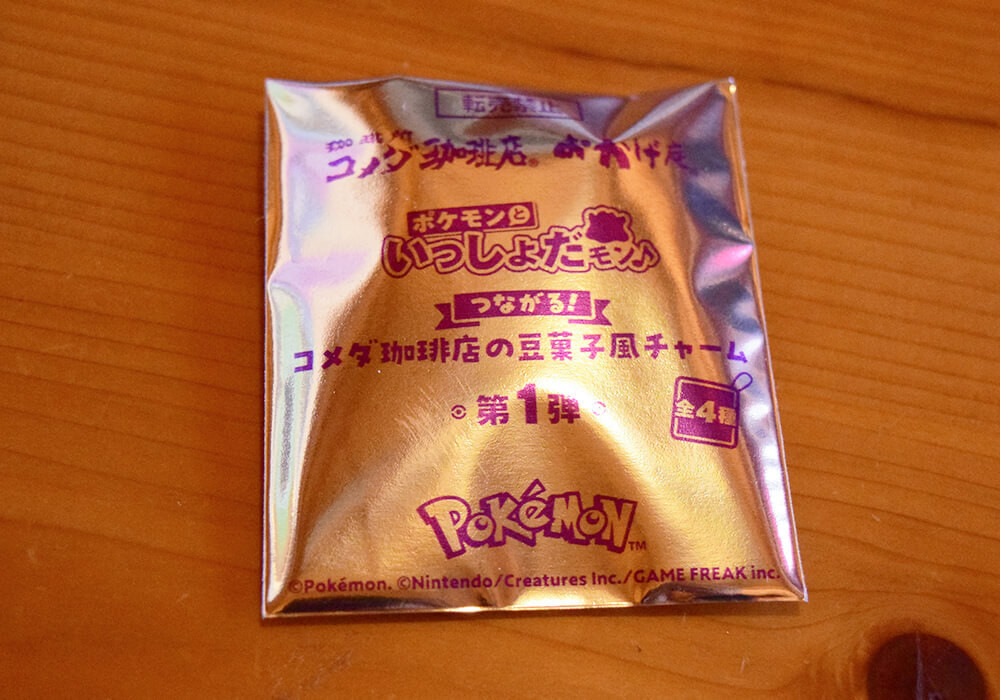 転売禁止
珈琲所
コメダ珈琲店® おかげ庵
ポケモンと
いっしょだモン♪
つながる!
コメダ珈琲店の豆菓子風チャーム
第1弾
全4種
POKéMON™
©Pokémon. ©Nintendo/Creatures Inc./GAME FREAK inc.